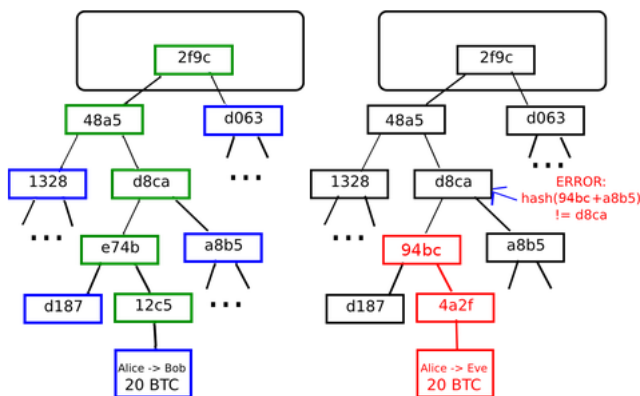 2f9c
48a5
d063
1328
d8ca
...
...
e74b
a8b5
d187
12c5
...
Alice -> Bob
20 BTC
2f9c
48a5
d063
...
1328
d8ca
ERROR:
hash(94bc+a8b5)
!= d8ca
...
94bc
a8b5
d187
4a2f
...
Alice -> Eve
20 BTC